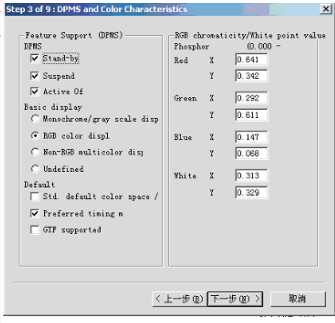 Step 3 of 9: DPMS and Color Characteristics
Feature Support (DPMS)
DPMS
Stand-by
Suspend
Active Of
Basic display
Monochrome/gray scale disp
RGB color displ
Non-RGB multicolor disj
Undefined
Default
Std. default color space /
Preferred timing m
GTF supported
RGB chromaticity/White point value
Phosphor (0.000 -
Red X 0.641
Y 0.342
Green X 0.292
Y 0.611
Blue X 0.147
Y 0.068
White X 0.313
Y 0.329
< 上一步(B)
下一步(N) >
取消